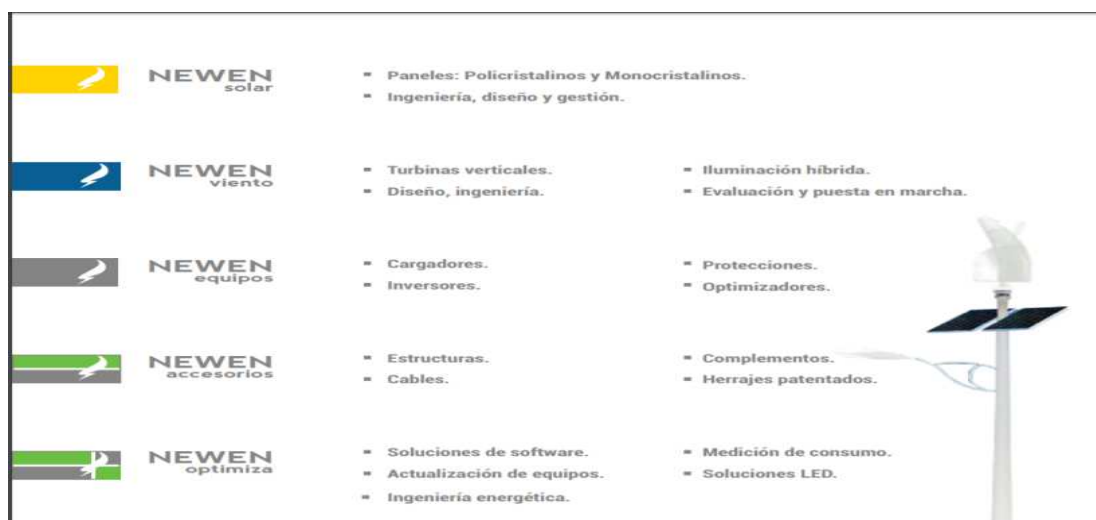 NEWEN
solar
▪ Paneles: Policristalinos y Monocristalinos.
▪ Ingeniería, diseño y gestión.
NEWEN
viento
▪ Turbinas verticales.
▪ Diseño, ingeniería.
▪ Iluminación híbrida.
▪ Evaluación y puesta en marcha.
NEWEN
equipos
▪ Cargadores.
▪ Inversores.
▪ Protecciones.
▪ Optimizadores.
NEWEN
accesorios
▪ Estructuras.
▪ Cables.
▪ Complementos.
▪ Herrajes patentados.
NEWEN
optimiza
▪ Soluciones de software.
▪ Actualización de equipos.
▪ Ingeniería energética.
▪ Medición de consumo.
▪ Soluciones LED.